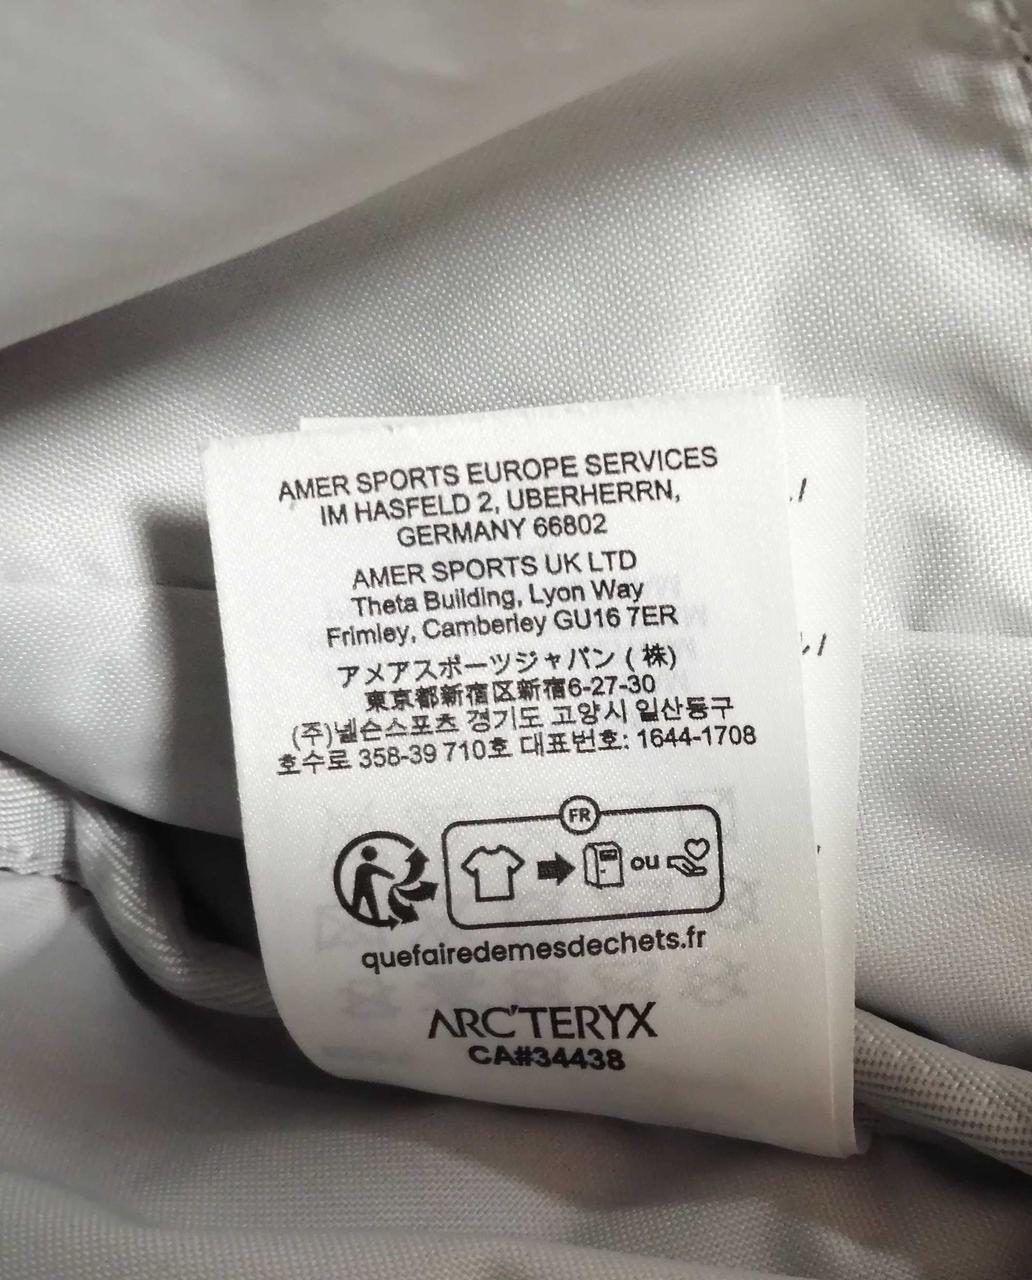 AMER SPORTS EUROPE SERVICES
IM HASFELD 2, UBERHERRN,
GERMANY 66802
AMER SPORTS UK LTD
Theta Building, Lyon Way
Frimley, Camberley GU16 7ER
アメアスポーツジャパン (株)
東京都新宿区新宿6-27-30
(주)넬슨스포츠 경기도 고양시 일산동구
호수로 358-39 710호 대표번호: 1644-1708
FR
ou
quefairedemesdechets.fr
ARC'TERYX
CA#34438